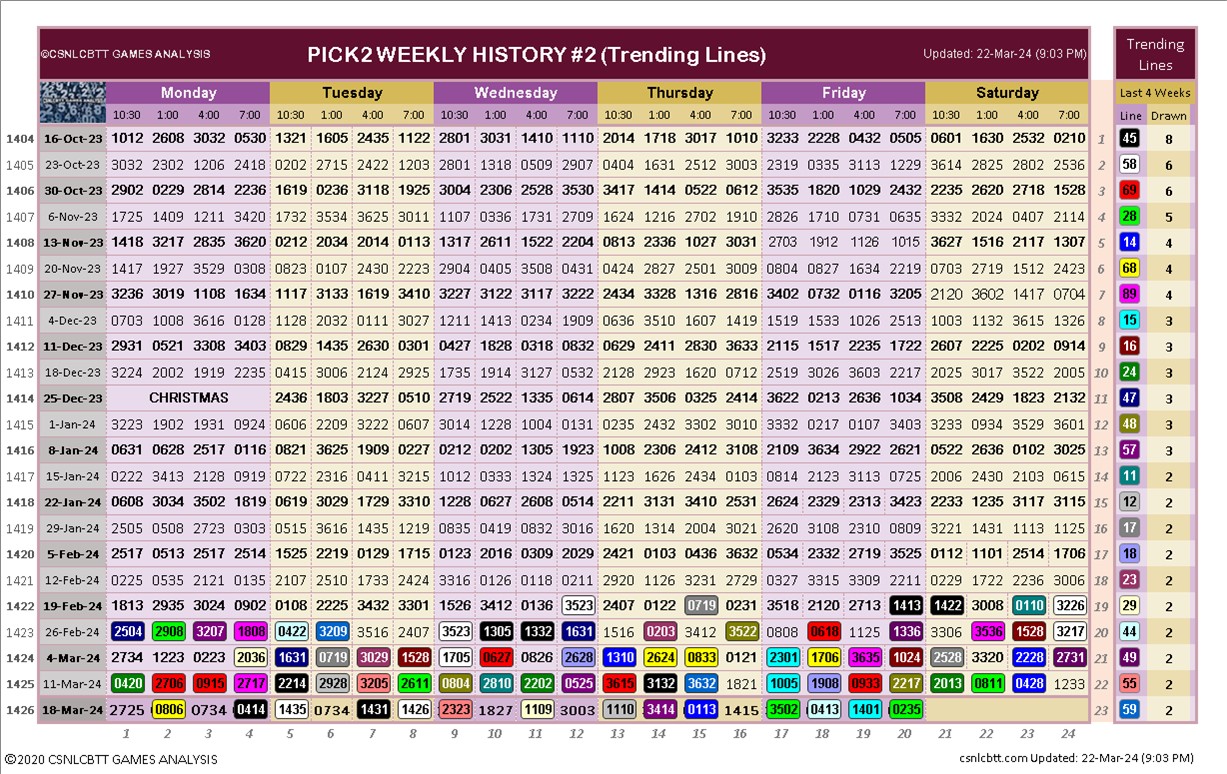 ©2020 CSNLCBTT GAMES ANALYSIS PICK2 WEEKLY HISTORY #2 (Trending Lines) Updated: 22-Mar-24 (9:03 PM) Trending Lines
Monday Tuesday Wednesday Thursday Friday Saturday Last 4 Weeks
10:30 1:00 4:00 7:00 10:30 1:00 4:00 7:00 10:30 1:00 4:00 7:00 10:30 1:00 4:00 7:00 10:30 1:00 4:00 7:00 10:30 1:00 4:00 7:00 Line Drawn
1404 16-Oct-23 1012 2608 3032 0530 1321 1605 2435 1122 2801 3031 1410 1110 2014 1718 3017 1010 3233 2228 0432 0505 0601 1630 2532 0210 1 45 8
1405 23-Oct-23 3032 2302 1206 2418 0202 2715 2422 1203 2801 1318 0509 2907 0404 1631 2512 3003 2319 0335 3113 1229 3614 2825 2802 2536 2 58 6
1406 30-Oct-23 2902 0229 2814 2236 1619 0236 3118 1925 3004 2306 2528 3530 3417 1414 0522 0612 3535 1820 1029 2432 2235 2620 2718 1528 3 69 6
1407 6-Nov-23 1725 1409 1211 3420 1732 3534 3625 3011 1107 0336 1731 2709 1624 1216 2702 1910 2826 1710 0731 0635 3332 2024 0407 2114 4 28 5
1408 13-Nov-23 1418 3217 2835 3620 0212 2034 2014 0113 1317 2611 1522 2204 0813 2336 1027 3031 2703 1912 1126 1015 3627 1516 2117 1307 5 14 4
1409 20-Nov-23 1417 1927 3529 0308 0823 0107 2430 2223 2904 0405 3508 0431 0424 2827 2501 3009 0804 0827 1634 2219 0703 2719 1512 2423 6 68 4
1410 27-Nov-23 3236 3019 1108 1634 1117 3133 1619 3418 3227 3122 3117 3222 2434 3328 1316 2816 3402 0732 0116 3205 2120 3602 1417 0704 7 89 4
1411 4-Dec-23 0703 1008 3616 0128 1128 2032 0111 3027 1211 1413 0234 1909 0636 3510 1607 1419 1519 1533 1026 2513 1003 1132 3615 1326 8 15 3
1412 11-Dec-23 2931 0521 3308 3403 0829 1435 2630 0301 0427 1828 0318 0832 0629 2411 2830 3633 2115 1517 2235 1722 2607 2225 0202 0914 9 16 3
1413 18-Dec-23 3224 2002 1919 2235 0415 3006 2124 2925 1735 1914 3127 0532 2128 2923 1620 0712 2519 3026 3603 2217 2025 3017 3522 2005 10 24 3
1414 25-Dec-23 CHRISTMAS 2436 1803 3227 0510 2719 2522 1335 0614 2807 3506 0325 2414 3622 0213 2636 1034 3508 2429 1823 2132 11 47 3
1415 1-Jan-24 3223 1902 1931 0924 0606 2209 3222 0607 3014 1228 1004 0131 0235 2432 3302 3010 3332 0217 0107 3403 3233 0934 3529 3601 12 48 3
1416 8-Jan-24 0631 0628 2517 0116 0821 3625 1909 0227 0212 0205 1305 1923 1008 2306 2412 3108 2109 3634 2922 2621 0522 2636 0102 3025 13 57 3
1417 15-Jan-24 0222 3413 2128 0919 0722 2316 0411 3211 1012 0333 1324 1325 1123 1626 2434 0103 0814 2123 3113 0725 2006 2430 2103 0615 14 11 2
1418 22-Jan-24 0608 3034 3502 1819 0619 3029 1729 3310 1228 0627 2608 0514 2211 3131 3410 2531 2624 2329 2313 3423 2233 1235 3117 3115 15 12 2
1419 29-Jan-24 2505 0508 2723 0303 0515 3616 1435 1219 0835 0419 0832 3016 1620 1314 2004 3021 2620 3108 2310 0809 3221 1431 1113 1125 16 17 2
1420 5-Feb-24 2517 0513 2517 2514 1525 2219 0129 1715 0123 2016 0309 2029 2421 0103 0436 3632 0534 2332 2719 3525 0112 1101 2514 1706 17 18 2
1421 12-Feb-24 0225 0535 2121 0135 2107 2510 1733 2424 3316 0126 0118 0211 2920 1126 3231 2729 0327 3315 3309 2211 0229 1722 2236 3006 18 23 2
1422 19-Feb-24 1813 2935 3024 0902 0108 2225 3432 3301 1526 3412 0136 3523 2407 0122 0719 0231 3518 2120 2713 1413 1422 3008 0110 3226 19 29 2
1423 26-Feb-24 2504 2908 3207 1808 0422 3209 3516 2407 3523 1305 1332 1631 1516 0203 3412 3522 0808 0618 1125 1336 3306 3536 1528 3217 20 44 2
1424 4-Mar-24 2734 1223 0223 2036 1631 0719 3029 1528 1705 0627 0826 2628 1310 2624 0833 0121 2301 1706 3635 1024 2528 3320 2228 2731 21 49 2
1425 11-Mar-24 0420 2706 0915 2717 2214 2928 3205 2611 0804 2810 2202 0525 3615 3132 3632 1821 1005 1908 0933 2217 2013 0811 0428 1233 22 55 2
1426 18-Mar-24 2725 0806 0734 0414 1435 0734 1431 1426 2323 1827 1109 3003 1110 3414 0113 1415 3502 0413 1401 0235 23 59 2
1 2 3 4 5 6 7 8 9 10 11 12 13 14 15 16 17 18 19 20 21 22 23 24
©2020 CSNLCBTT GAMES ANALYSIS csnlcbtt.com Updated: 22-Mar-24 (9:03 PM)